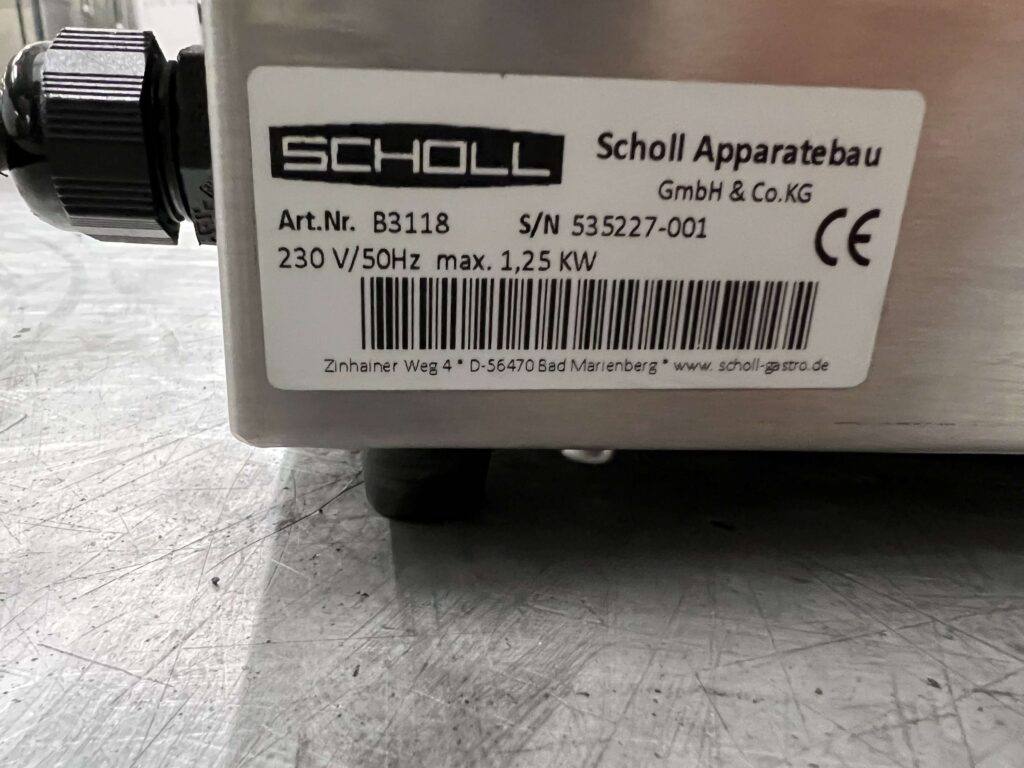 SCHOLL
Scholl Apparatebau
GmbH & Co.KG
Art.Nr. B3118 S/N 535227-001
230 V/50Hz max. 1,25 KW
CE
Zinhainer Weg 4 * D-56470 Bad Marienberg * www. scholl-gastro.de